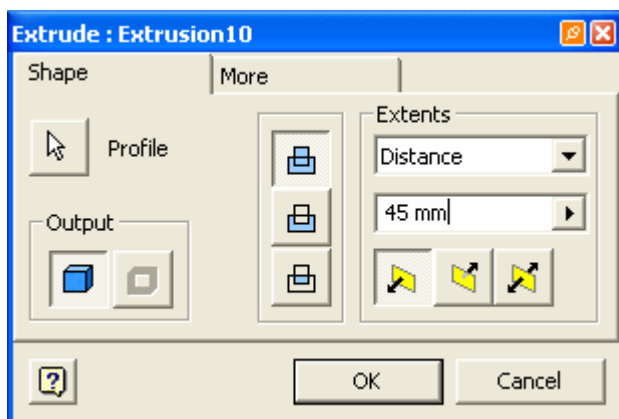 Extrude : Extrusion10
Shape
More
Profile
Extents
Distance
45 mm
Output
?
OK
Cancel